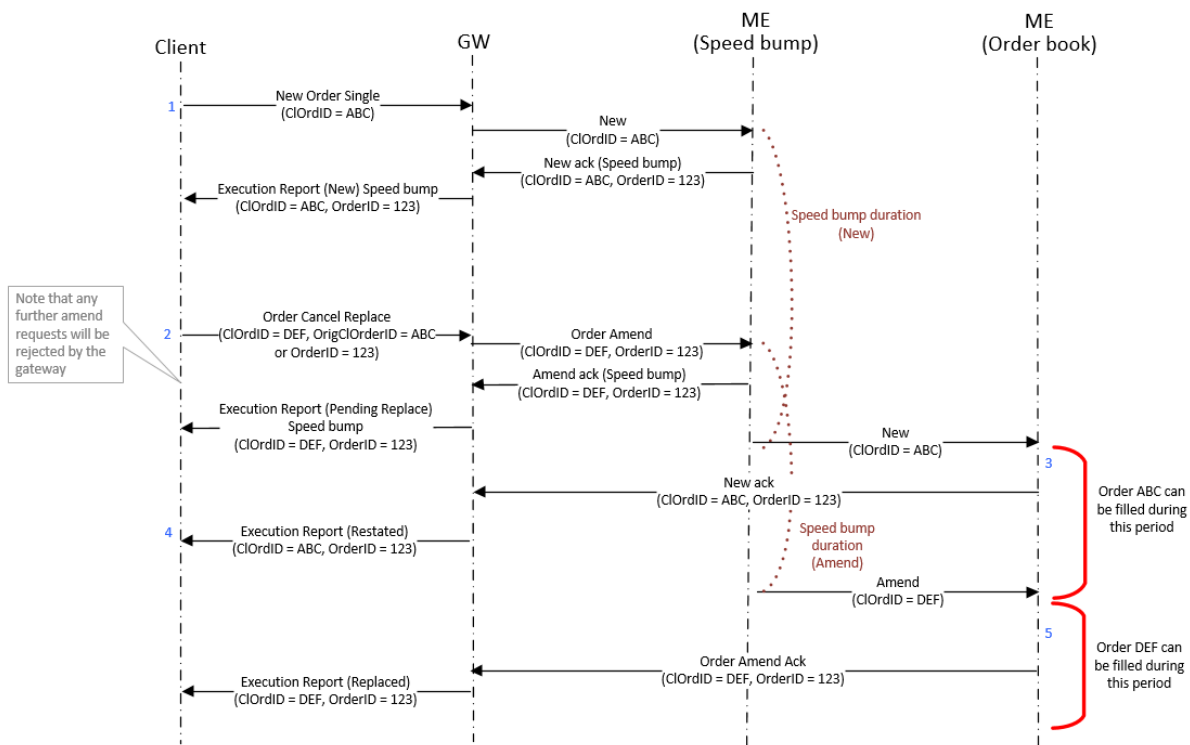 Client
GW
ME
(Speed bump)
ME
(Order book)
1
New Order Single
(ClOrdID = ABC)
New
(ClOrdID = ABC)
New ack (Speed bump)
(ClOrdID = ABC, OrderID = 123)
Execution Report (New) Speed bump
(ClOrdID = ABC, OrderID = 123)
Speed bump duration
(New)
Note that any
further amend
requests will be
rejected by the
gateway
2
Order Cancel Replace
(ClOrdID = DEF, OrigClOrderID = ABC
or OrderID = 123)
Order Amend
(ClOrdID = DEF, OrderID = 123)
Amend ack (Speed bump)
(ClOrdID = DEF, OrderID = 123)
Execution Report (Pending Replace)
Speed bump
(ClOrdID = DEF, OrderID = 123)
New
(ClOrdID = ABC)
3
Order ABC can
be filled during
this period
New ack
(ClOrdID = ABC, OrderID = 123)
4
Execution Report (Restated)
(ClOrdID = ABC, OrderID = 123)
Speed bump
duration
(Amend)
Amend
(ClOrdID = DEF)
5
Order DEF can
be filled during
this period
Order Amend Ack
(ClOrdID = DEF, OrderID = 123)
Execution Report (Replaced)
(ClOrdID = DEF, OrderID = 123)